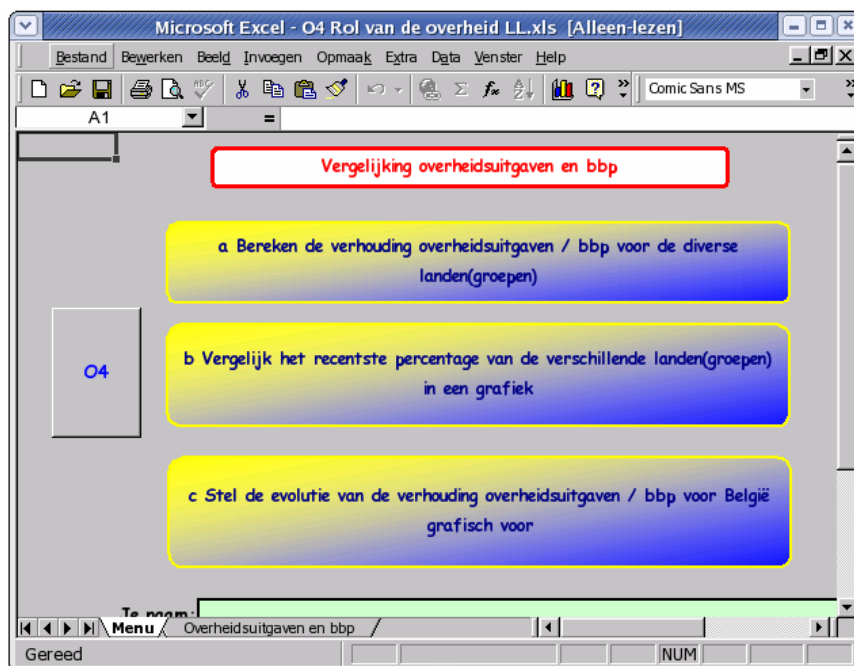 Microsoft Excel - O4 Rol van de overheid LL.xls [Alleen-lezen]
Bestand Bewerken Beeld Invoegen Opmaak Extra Data Venster Help
ABC Σ fx A Z Comic Sans MS
A1 =
Vergelijking overheidsuitgaven en bbp
a Bereken de verhouding overheidsuitgaven / bbp voor de diverse
landen(groepen)
O4
b Vergelijk het recentste percentage van de verschillende landen(groepen)
in een grafiek
c Stel de evolutie van de verhouding overheidsuitgaven / bbp voor België
grafisch voor
Je naam:
Menu Overheidsuitgaven en bbp
Gereed NUM